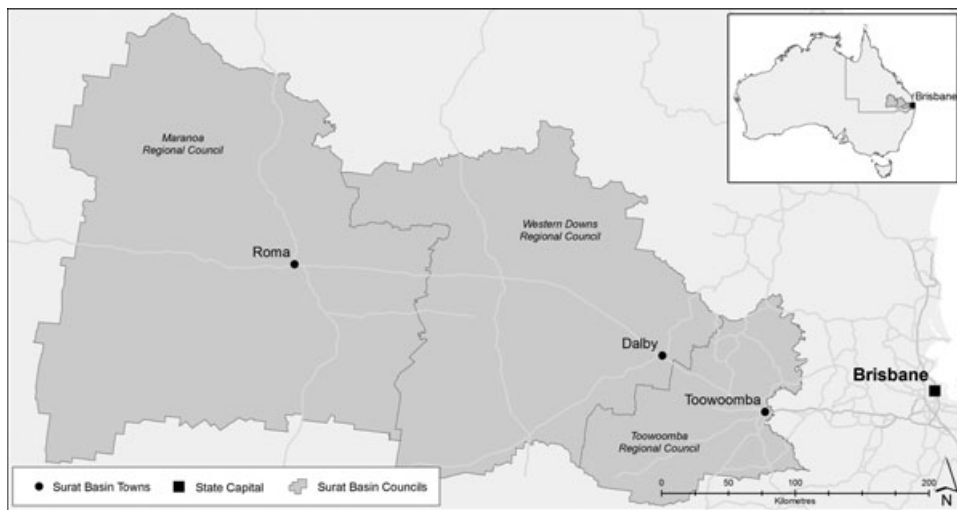 Brisbane
Maranoa
Regional Council
Western Downs
Regional Council
Roma
Dalby
Brisbane
Toowoomba
Toowoomba
Regional Council
Surat Basin Towns
State Capital
Surat Basin Councils
0 50 100 200
Kilometres
N